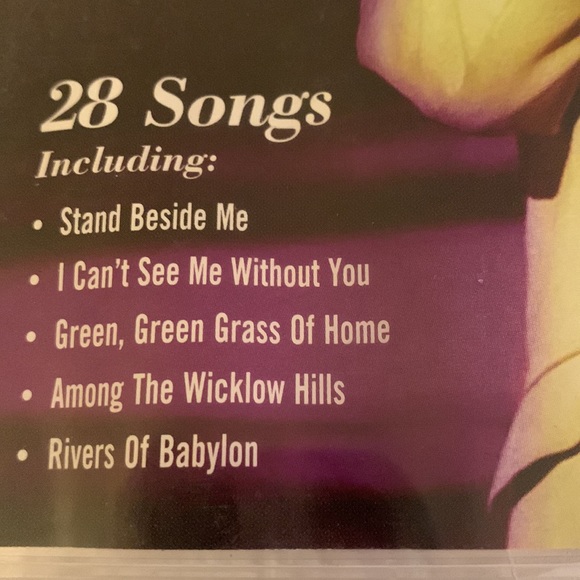 28 Songs
Including:
• Stand Beside Me
• I Can't See Me Without You
• Green, Green Grass Of Home
• Among The Wicklow Hills
• Rivers Of Babylon